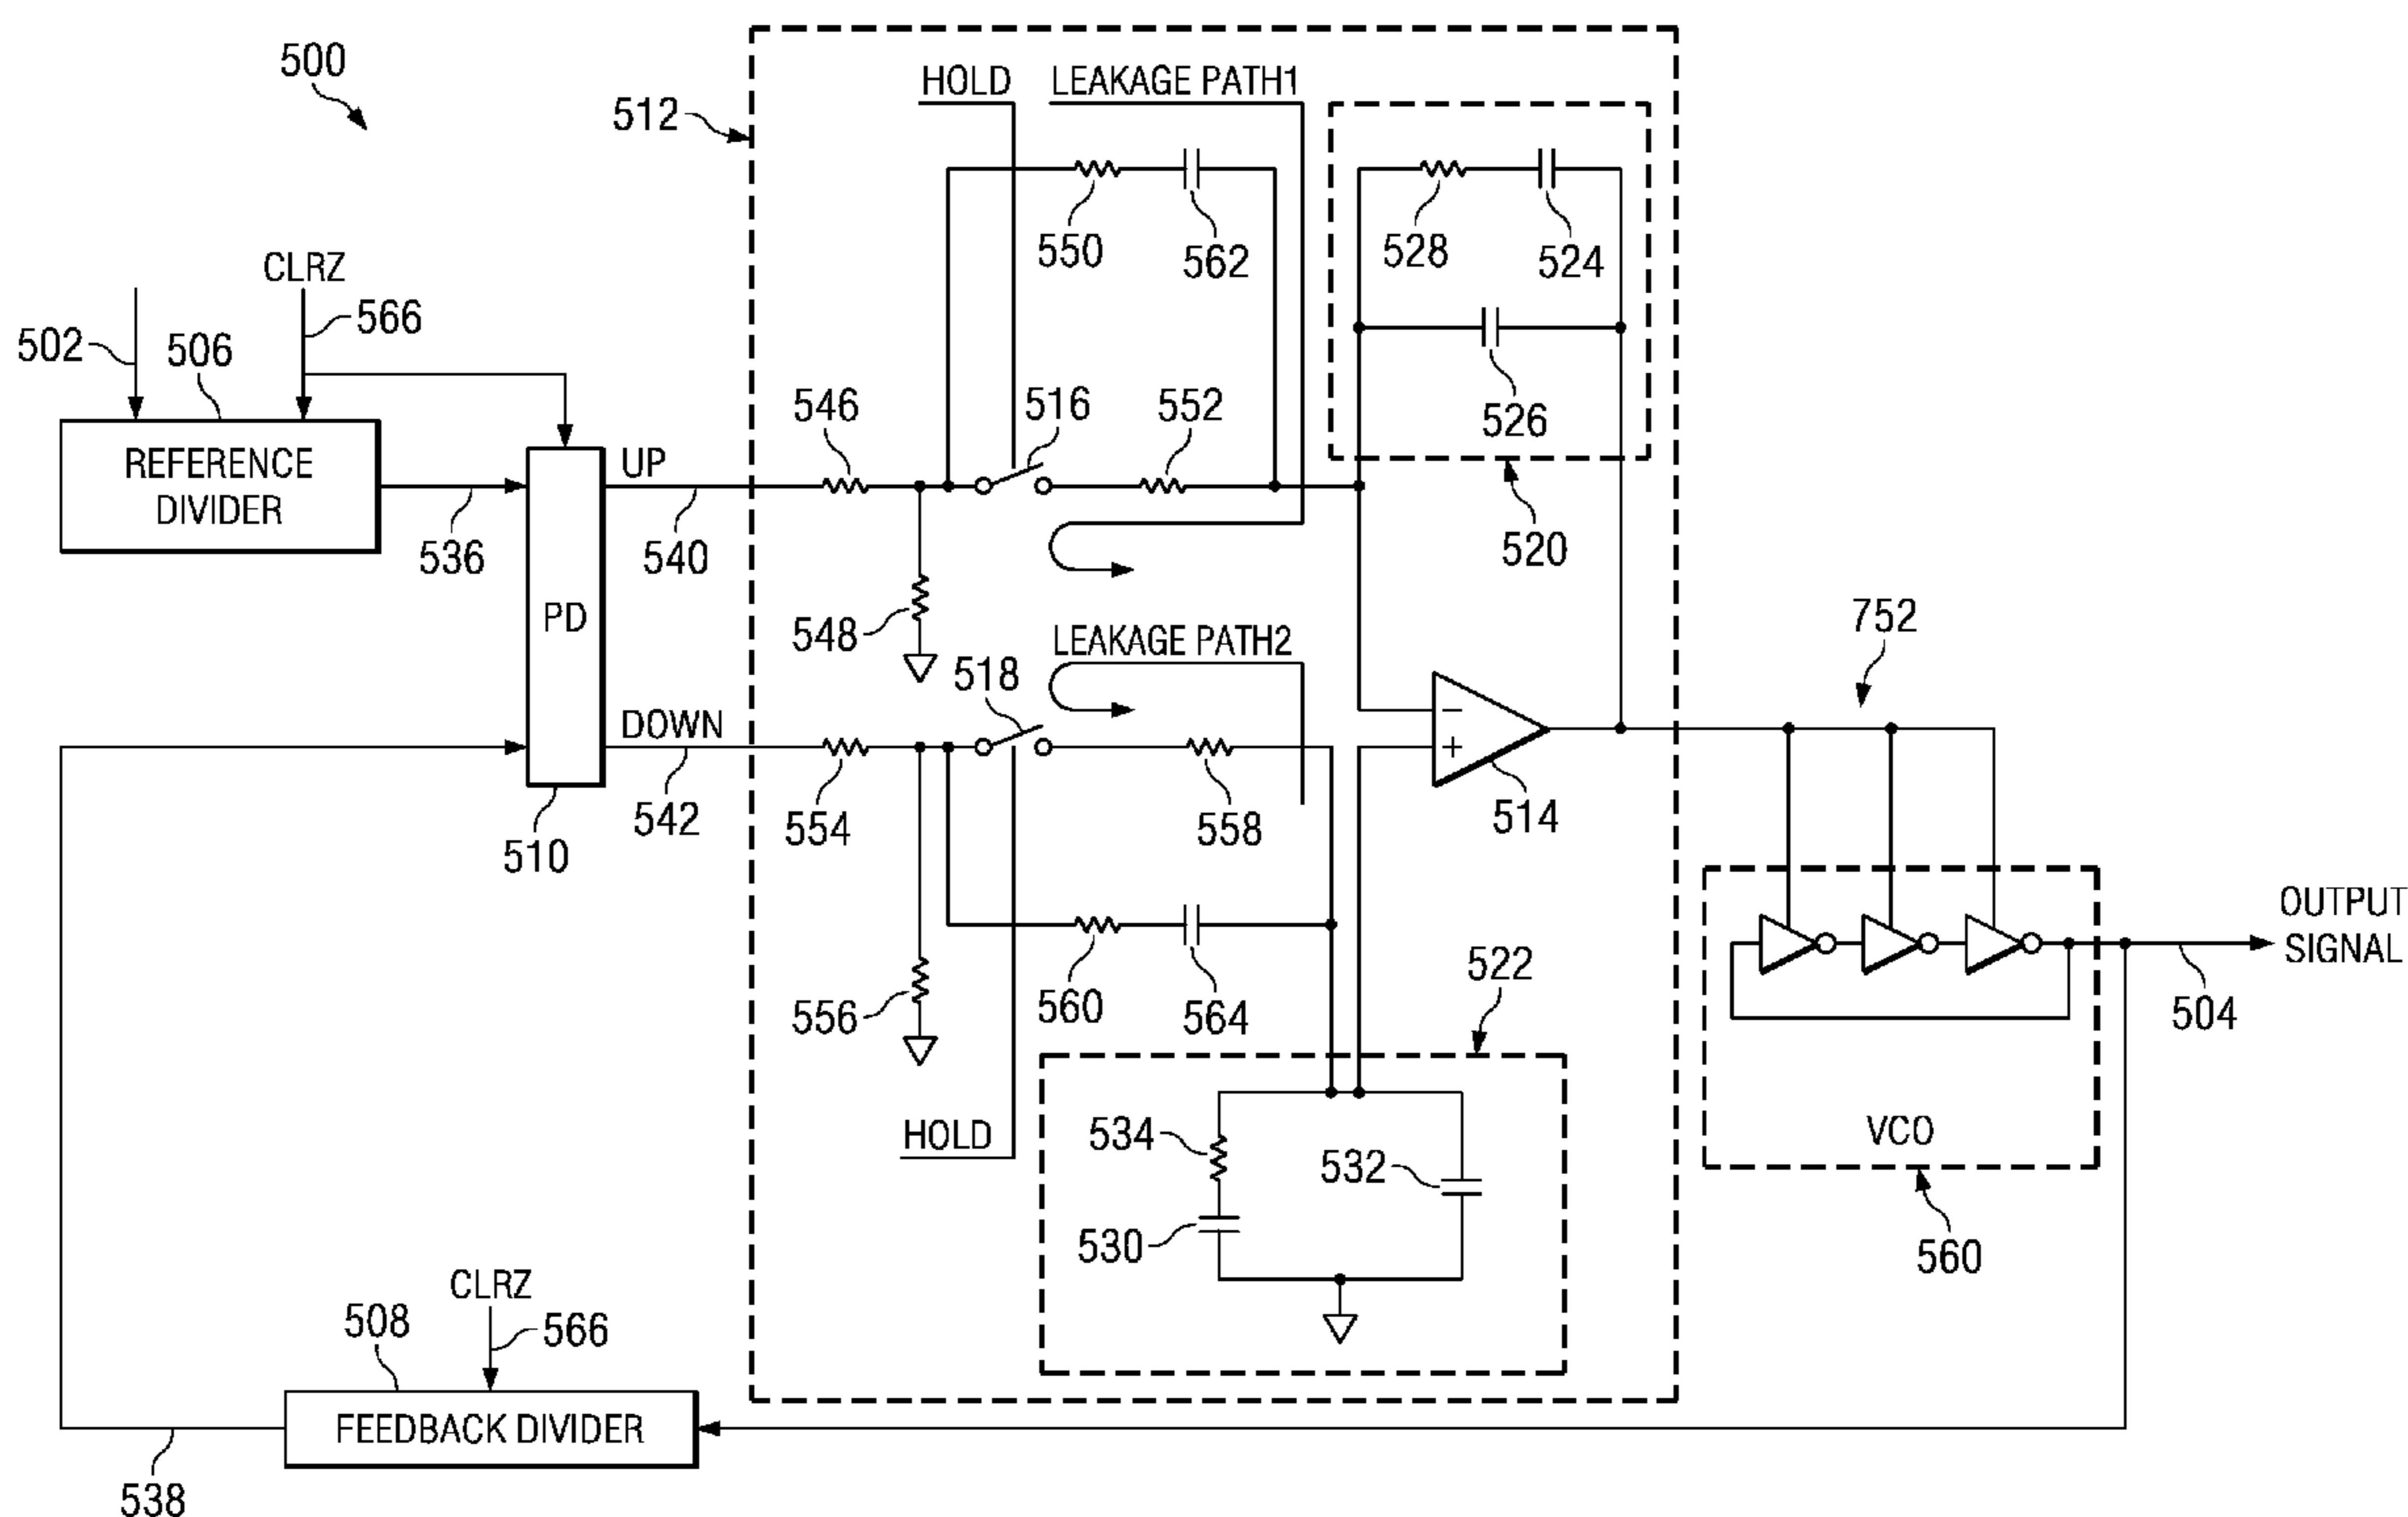 500
512
HOLD
LEAKAGE PATH1
550
562
528
524
CLRZ
566
502
506
526
546
516
552
REFERENCE
DIVIDER
536
UP
540
520
PD
548
LEAKAGE PATH2
752
518
DOWN
−
+
514
542
554
558
510
OUTPUT
SIGNAL
504
556
560
564
522
HOLD
534
532
530
VCO
560
CLRZ
508
566
FEEDBACK DIVIDER
538